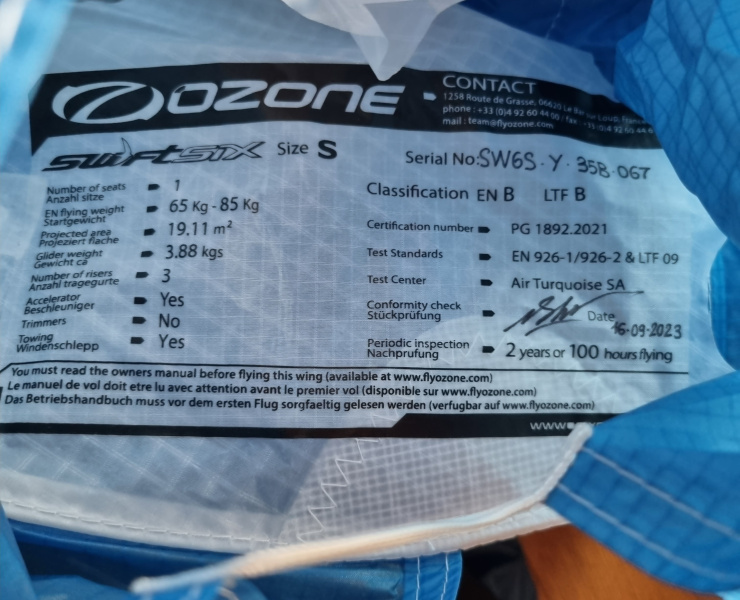 OZONE
CONTACT
1258 Route de Grasse, 06620 Le Bar sur Loup, France
phone : +33 (0)4 92 60 44 00 / fax : +33 (0)4 92 60 44
mail : team@flyozone.com
SWIFTSIX Size S
Serial No: SW6S-Y-35B-067
Number of seats 1
Anzahl sitze
EN flying weight 65 Kg - 85 Kg
Startgewicht
Projected area 19.11 m²
Projeziert flache
Glider weight 3.88 kgs
Gewicht ca
Number of risers 3
Anzahl tragegurte
Accelerator Yes
Beschleuniger
Trimmers No
Towing Yes
Windenschlepp
Classification EN B LTF B
Certification number PG 1892.2021
Test Standards EN 926-1/926-2 & LTF 09
Test Center Air Turquoise SA
Conformity check
Stückprüfung
Date 16-09-2023
Periodic inspection 2 years or 100 hours flying
Nachprufung
You must read the owners manual before flying this wing (available at www.flyozone.com)
Le manuel de vol doit etre lu avec attention avant le premier vol (disponible sur www.flyozone.com)
Das Betriebshandbuch muss vor dem ersten Flug sorgfaeltig gelesen werden (verfugbar auf www.flyozone.com)
www.